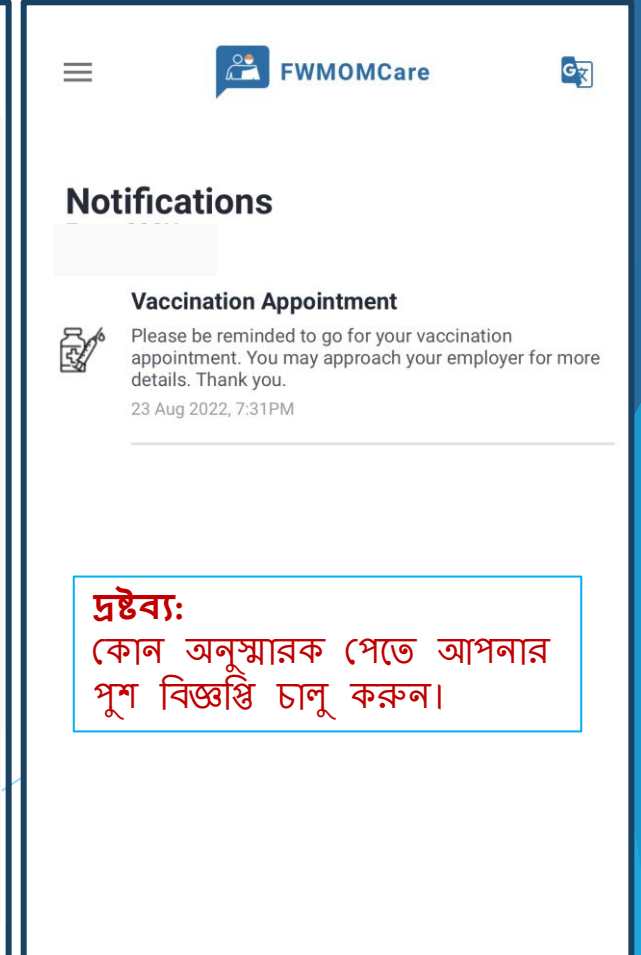 FWMOMCare
Notifications
Vaccination Appointment
Please be reminded to go for your vaccination
appointment. You may approach your employer for more
details. Thank you.
23 Aug 2022, 7:31PM
দ্রষ্টব্য:
কোন অনুস্মারক পেতে আপনার
পুশ বিজ্ঞপ্তি চালু করুন।